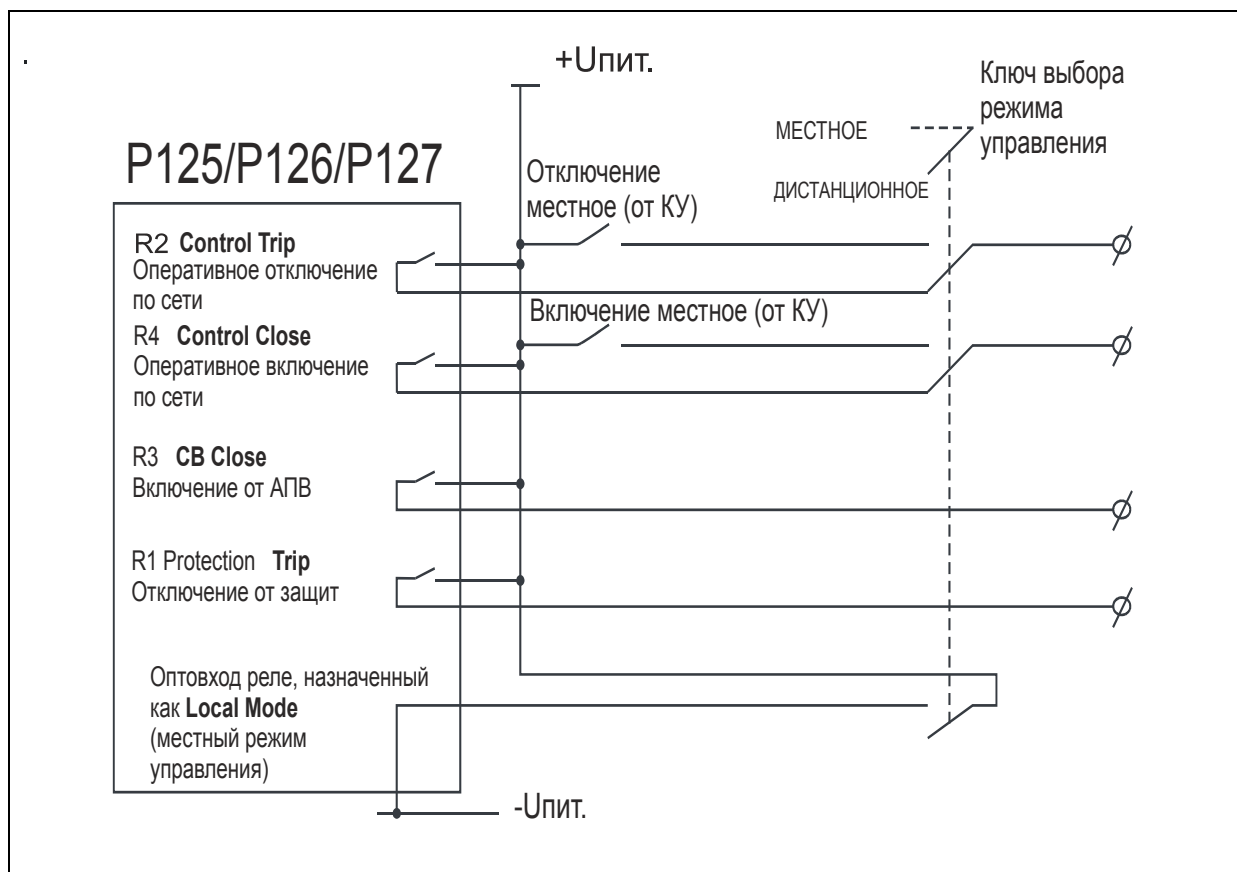 +Uпит.
Ключ выбора
режима
управления
МЕСТНОЕ
ДИСТАНЦИОННОЕ
P125/P126/P127
Отключение
местное (от КУ)
R2 Control Trip
Оперативное отключение
по сети
Включение местное (от КУ)
R4 Control Close
Оперативное включение
по сети
R3 CB Close
Включение от АПВ
R1 Protection Trip
Отключение от защит
Оптовход реле, назначенный
как Local Mode
(местный режим
управления)
-Uпит.